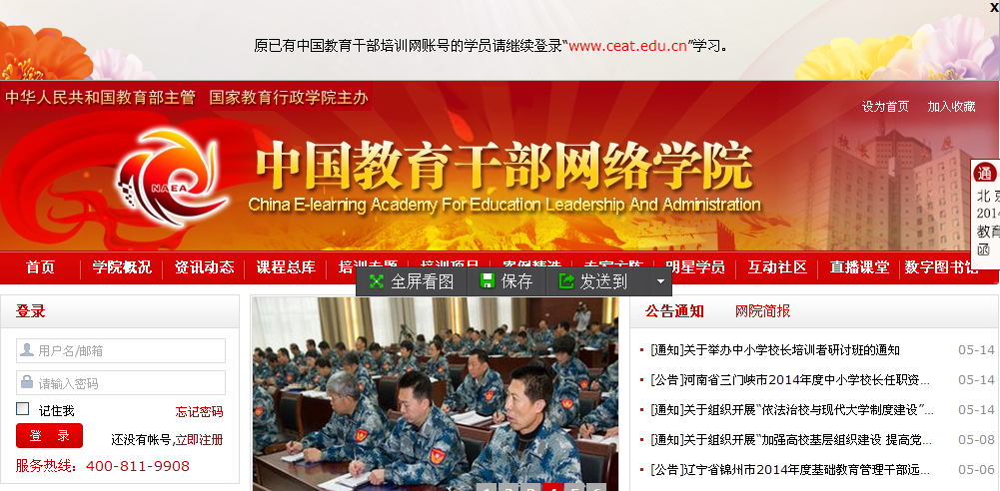 X
原已有中国教育干部培训网账号的学员请继续登录“www.ceat.edu.cn”学习。
中华人民共和国教育部主管 国家教育行政学院主办
设为首页 加入收藏
NAEA
中国教育干部网络学院
China E-learning Academy For Education Leadership And Administration
通
北京
2014
教育
函
首页 学院概况 资讯动态 课程总库 培训专题 培训项目 案例精选 专家方阵 明星学员 互动社区 直播课堂 数字图书馆
全屏看图 保存 发送到
登录
用户名/邮箱
请输入密码
记住我 忘记密码
登 录 还没有帐号,立即注册
服务热线：400-811-9908
1 2 3 4 5 6
公告通知 网院简报
[通知]关于举办中小学校长培训者研讨班的通知 05-14
[公告]河南省三门峡市2014年度中小学校长任职资... 05-14
[通知]关于组织开展“依法治校与现代大学制度建设”... 05-14
[通知]关于组织开展“加强高校基层组织建设 提高党... 05-08
[公告]辽宁省锦州市2014年度基础教育管理干部远... 05-06